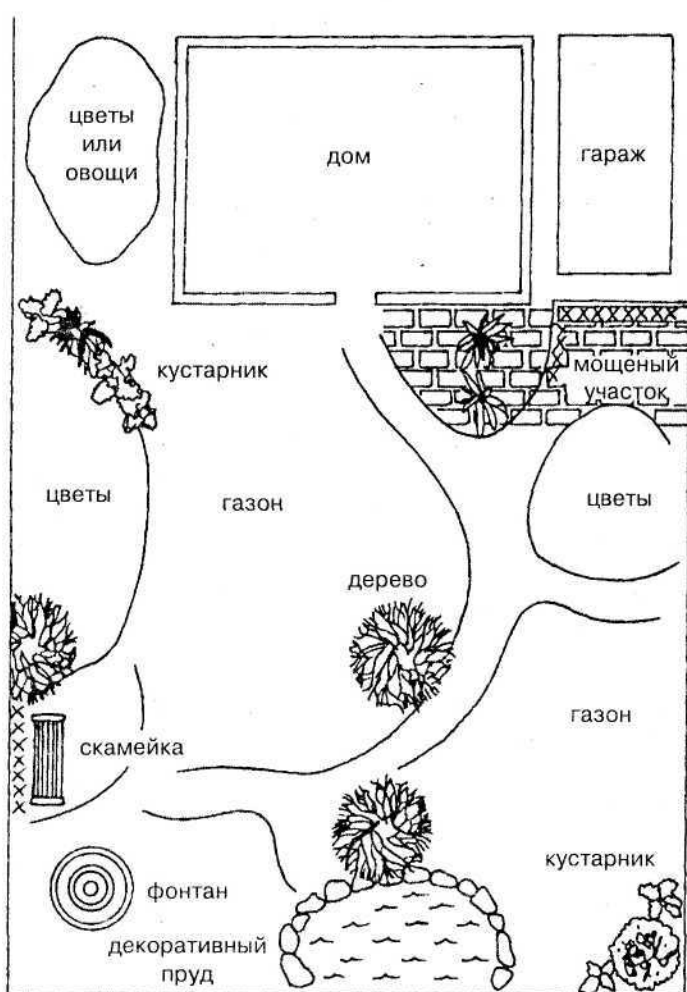 цветы
или
овощи
дом
гараж
кустарник
мощеный
участок
цветы
газон
цветы
дерево
газон
скамейка
кустарник
фонтан
декоративный
пруд